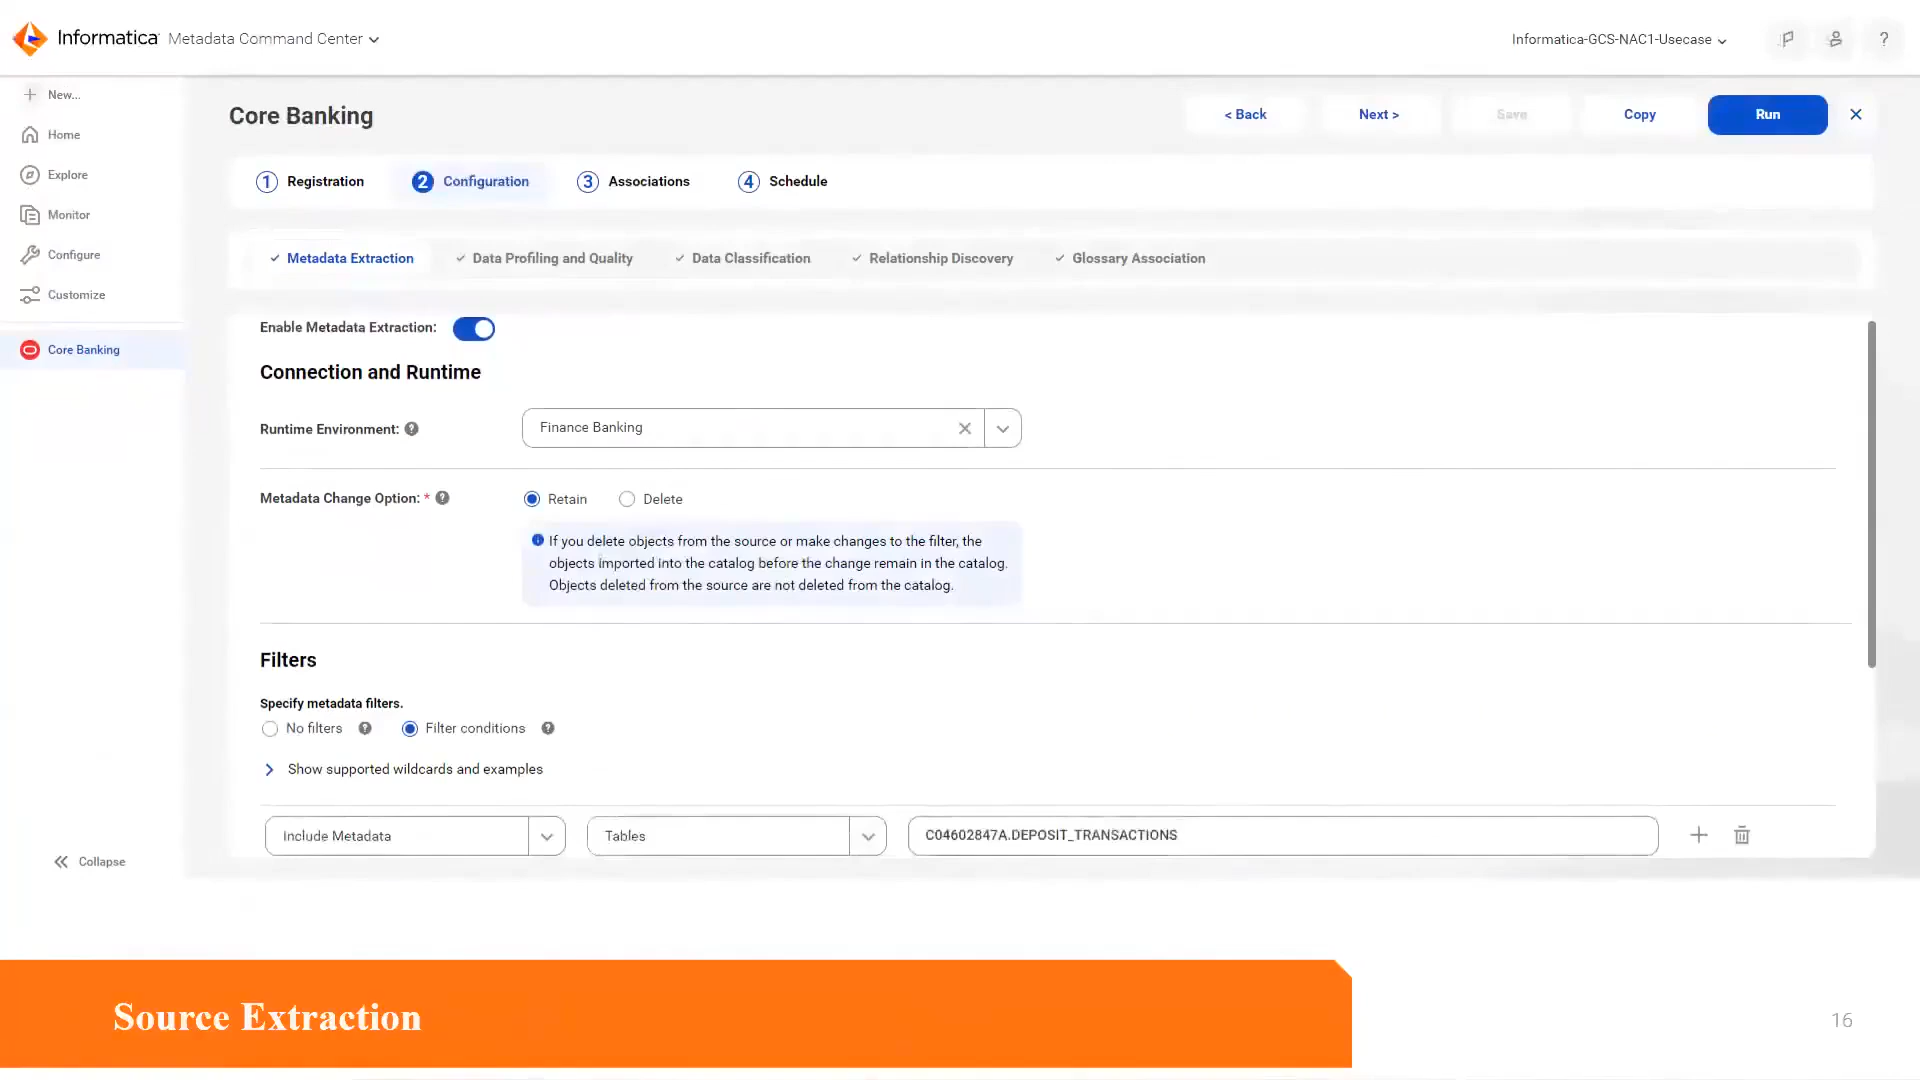 Informatica Metadata Command Center
Informatica-GCS-NAC1-Usecase
?
New...
Home
Explore
Monitor
Configure
Customize
Core Banking
Collapse
Core Banking
< Back
Next >
Save
Copy
Run
1 Registration
2 Configuration
3 Associations
4 Schedule
Metadata Extraction
Data Profiling and Quality
Data Classification
Relationship Discovery
Glossary Association
Enable Metadata Extraction:
Connection and Runtime
Runtime Environment: ?
Finance Banking
Metadata Change Option: * ?
Retain
Delete
If you delete objects from the source or make changes to the filter, the
objects imported into the catalog before the change remain in the catalog.
Objects deleted from the source are not deleted from the catalog.
Filters
Specify metadata filters.
No filters ?
Filter conditions ?
Show supported wildcards and examples
Include Metadata
Tables
C04602847A.DEPOSIT_TRANSACTIONS
Source Extraction
16